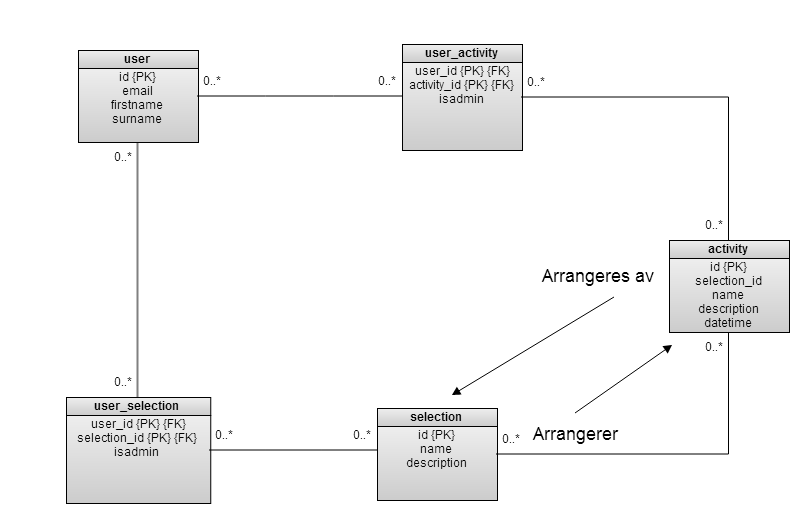 user
id {PK}
email
firstname
surname
0..*
0..*
user_activity
user_id {PK} {FK}
activity_id {PK} {FK}
isadmin
0..*
0..*
0..*
activity
id {PK}
selection_id
name
description
datetime
0..*
Arrangeres av
0..*
user_selection
user_id {PK} {FK}
selection_id {PK} {FK}
isadmin
0..*
0..*
selection
id {PK}
name
description
0..*
Arrangerer